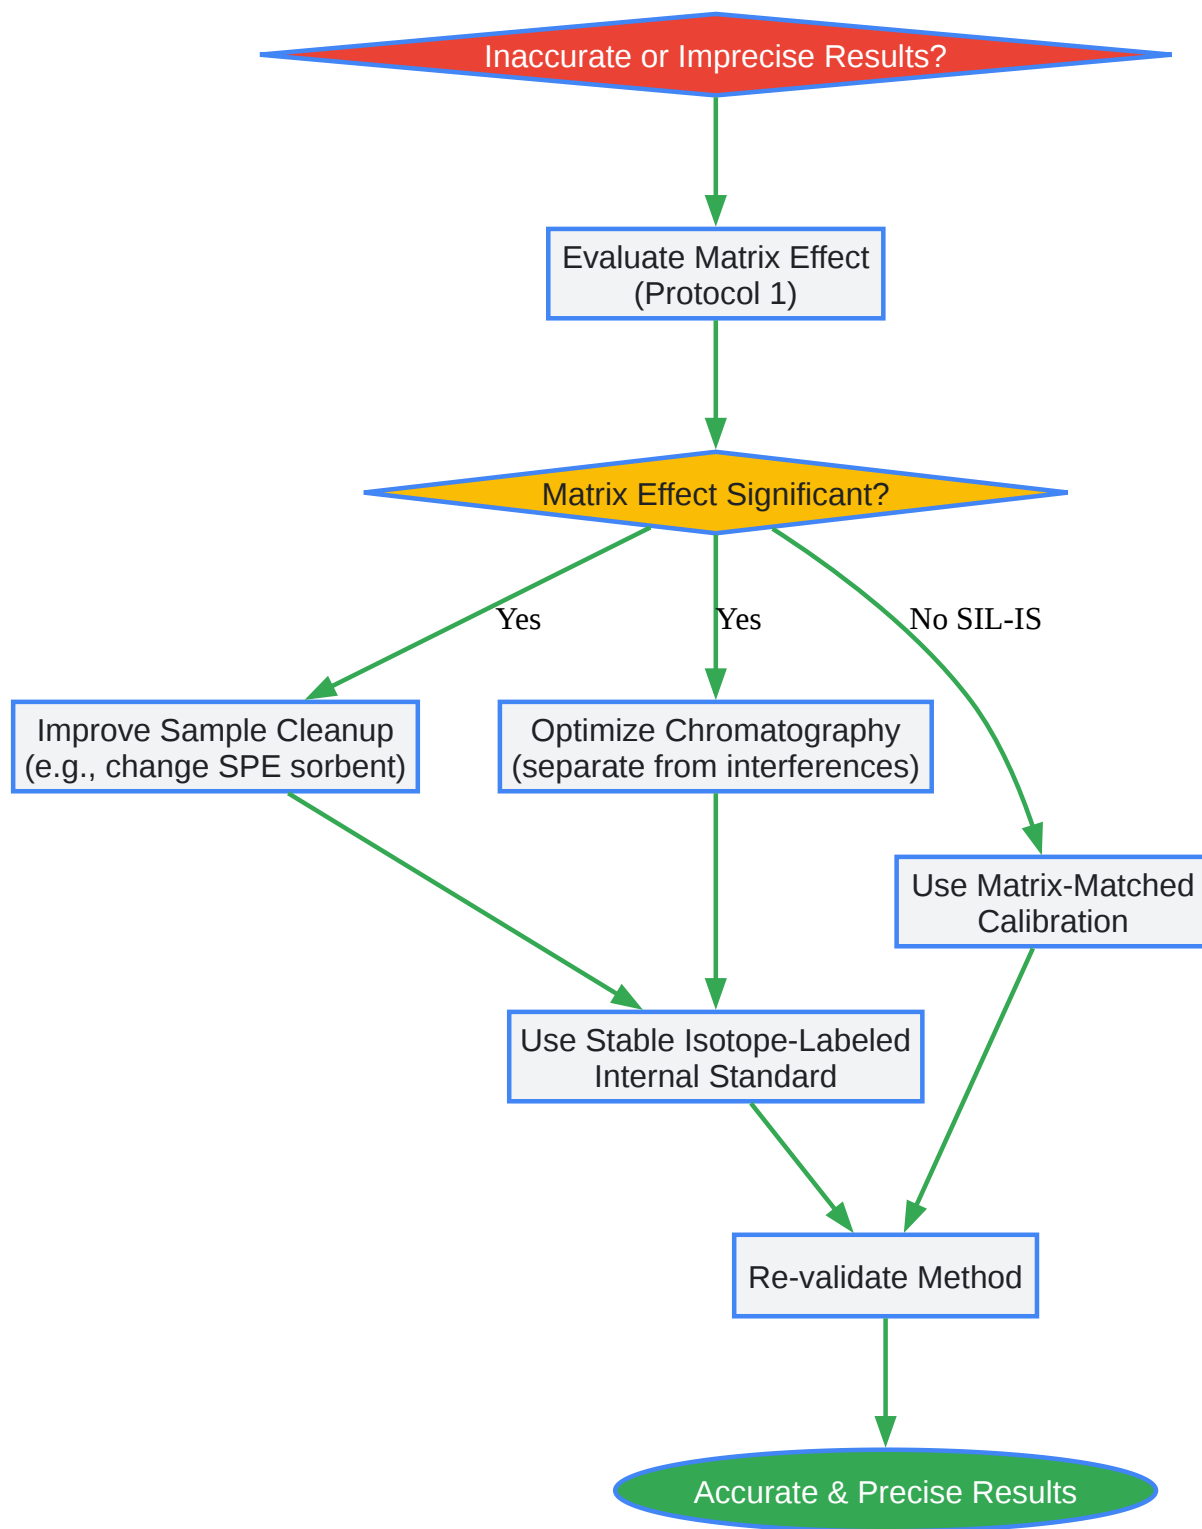 Inaccurate or Imprecise Results?
Evaluate Matrix Effect
(Protocol 1)
Matrix Effect Significant?
Yes
Yes
No SIL-IS
Improve Sample Cleanup
(e.g., change SPE sorbent)
Optimize Chromatography
(separate from interferences)
Use Matrix-Matched
Calibration
Use Stable Isotope-Labeled
Internal Standard
Re-validate Method
Accurate & Precise Results